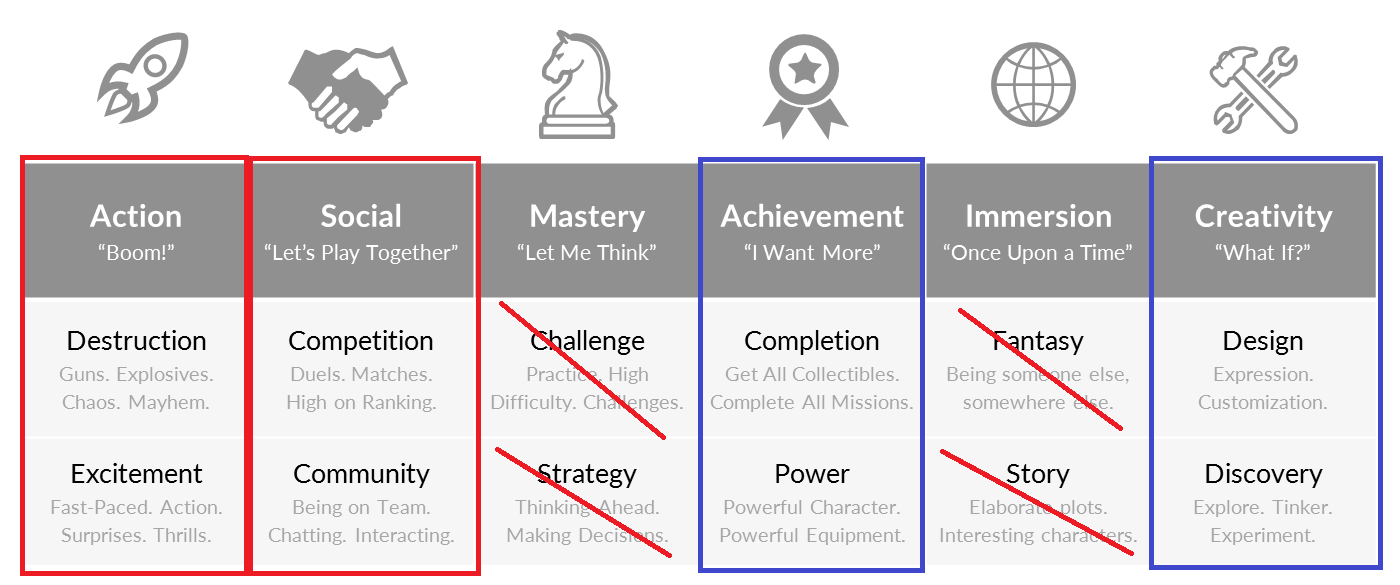 Action
“Boom!”
Destruction
Guns. Explosives.
Chaos. Mayhem.
Excitement
Fast-Paced. Action.
Surprises. Thrills.
Social
“Let’s Play Together”
Competition
Duels. Matches.
High on Ranking.
Community
Being on Team.
Chatting. Interacting.
Mastery
“Let Me Think”
Challenge
Practice. High
Difficulty. Challenges.
Strategy
Thinking Ahead.
Making Decisions.
Achievement
“I Want More”
Completion
Get All Collectibles.
Complete All Missions.
Power
Powerful Character.
Powerful Equipment.
Immersion
“Once Upon a Time”
Fantasy
Being someone else,
somewhere else.
Story
Elaborate plots.
Interesting characters.
Creativity
“What If?”
Design
Expression.
Customization.
Discovery
Explore. Tinker.
Experiment.